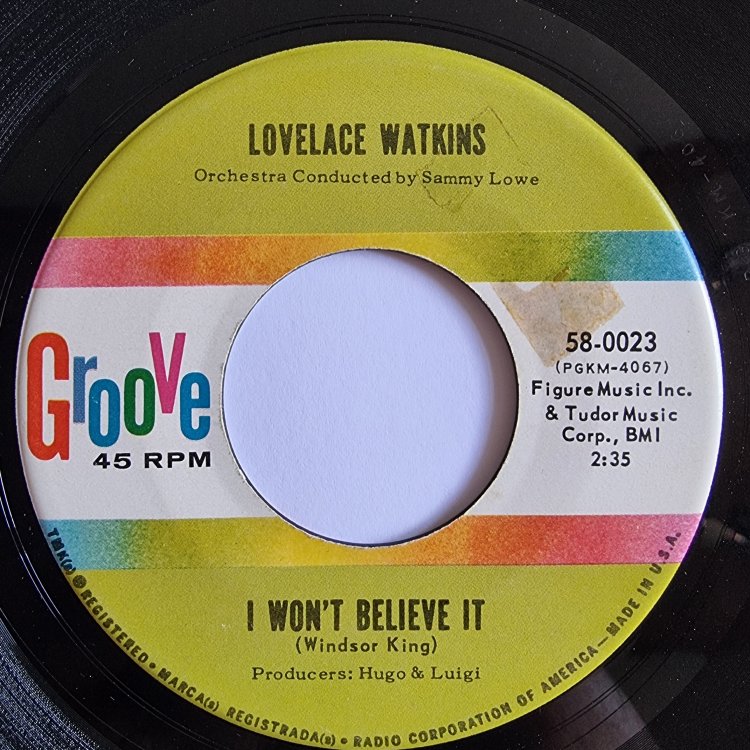 LOVELACE WATKINS
Orchestra Conducted by Sammy Lowe
Groove
45 RPM
58-0023
(PGKM-4067)
Figure Music Inc.
& Tudor Music
Corp., BMI
2:35
I WON'T BELIEVE IT
(Windsor King)
Producers: Hugo & Luigi
TMK(s) ® REGISTERED • MARCA(s) REGISTRADA(s) • RADIO CORPORATION OF AMERICA — MADE IN U.S.A.